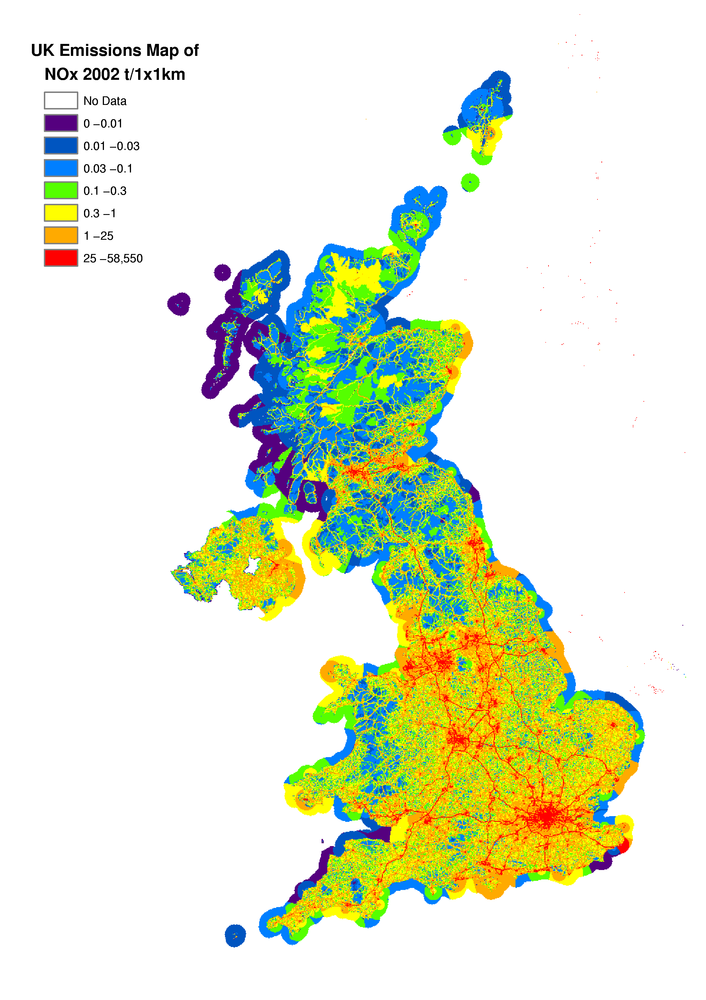 UK Emissions Map of
NOx 2002 t/1x1km
No Data
0 –0.01
0.01 –0.03
0.03 –0.1
0.1 –0.3
0.3 –1
1 –25
25 –58,550